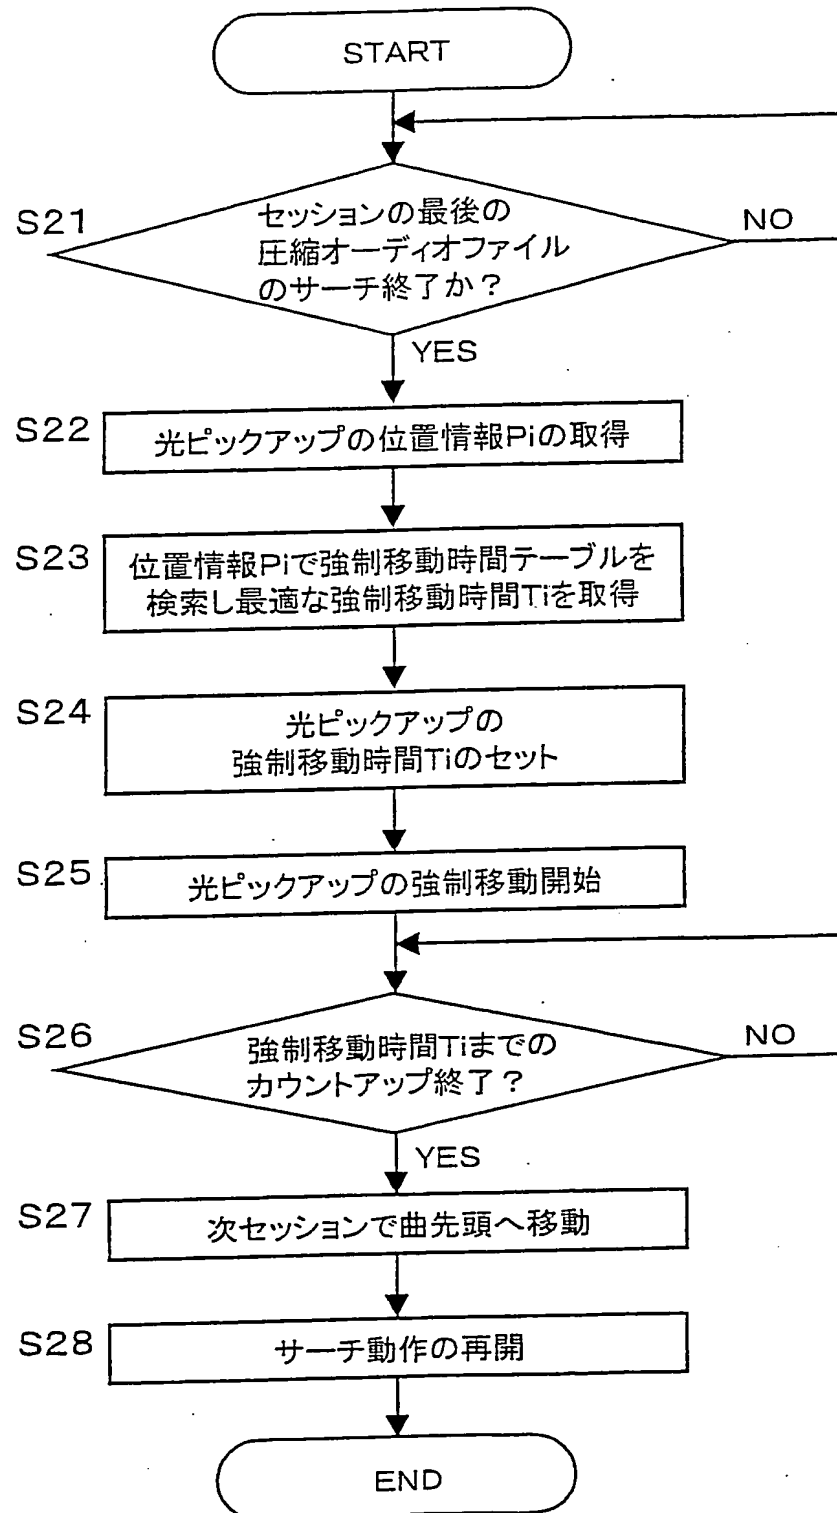 START
S21
セッションの最後の
圧縮オーディオファイル
のサーチ終了か?
NO
YES
S22
光ピックアップの位置情報Piの取得
S23
位置情報Piで強制移動時間テーブルを
検索し最適な強制移動時間Tiを取得
S24
光ピックアップの
強制移動時間Tiのセット
S25
光ピックアップの強制移動開始
S26
強制移動時間Tiまでの
カウントアップ終了?
NO
YES
S27
次セッションで曲先頭へ移動
S28
サーチ動作の再開
END